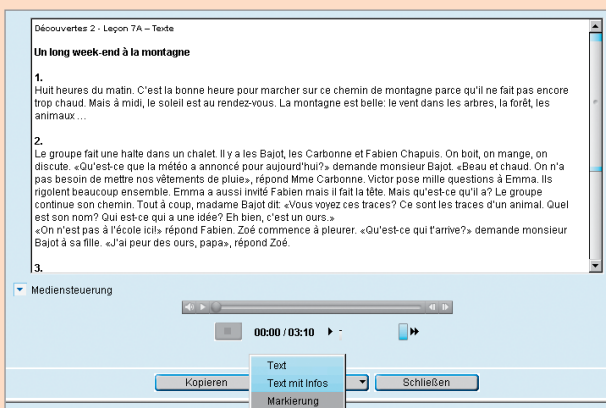 Découvertes 2 - Leçon 7A – Texte
Un long week-end à la montagne
1.
Huit heures du matin. C'est la bonne heure pour marcher sur ce chemin de montagne parce qu'il ne fait pas encore
trop chaud. Mais à midi, le soleil est au rendez-vous. La montagne est belle: le vent dans les arbres, la forêt, les
animaux ...
2.
Le groupe fait une halte dans un chalet. Il y a les Bajot, les Carbonne et Fabien Chapuis. On boit, on mange, on
discute. «Qu'est-ce que la météo a annoncé pour aujourd'hui?» demande monsieur Bajot. «Beau et chaud. On n'a
pas besoin de mettre nos vêtements de pluie», répond Mme Carbonne. Victor pose mille questions à Emma. Ils
rigolent beaucoup ensemble. Emma a aussi invité Fabien mais il fait la tête. Mais qu'est-ce qu'il a? Le groupe
continue son chemin. Tout à coup, madame Bajot dit: «Vous voyez ces traces? Ce sont les traces d'un animal. Quel
est son nom? Qui est-ce qui a une idée? Eh bien, c'est un ours.»
«On n'est pas à l'école ici!» répond Fabien. Zoé commence à pleurer. «Qu'est-ce qui t'arrive?» demande monsieur
Bajot à sa fille. «J'ai peur des ours, papa», répond Zoé.
3.
Mediensteuerung
00:00 / 03:10 -
Text
Kopieren Text mit Infos Schließen
Markierung